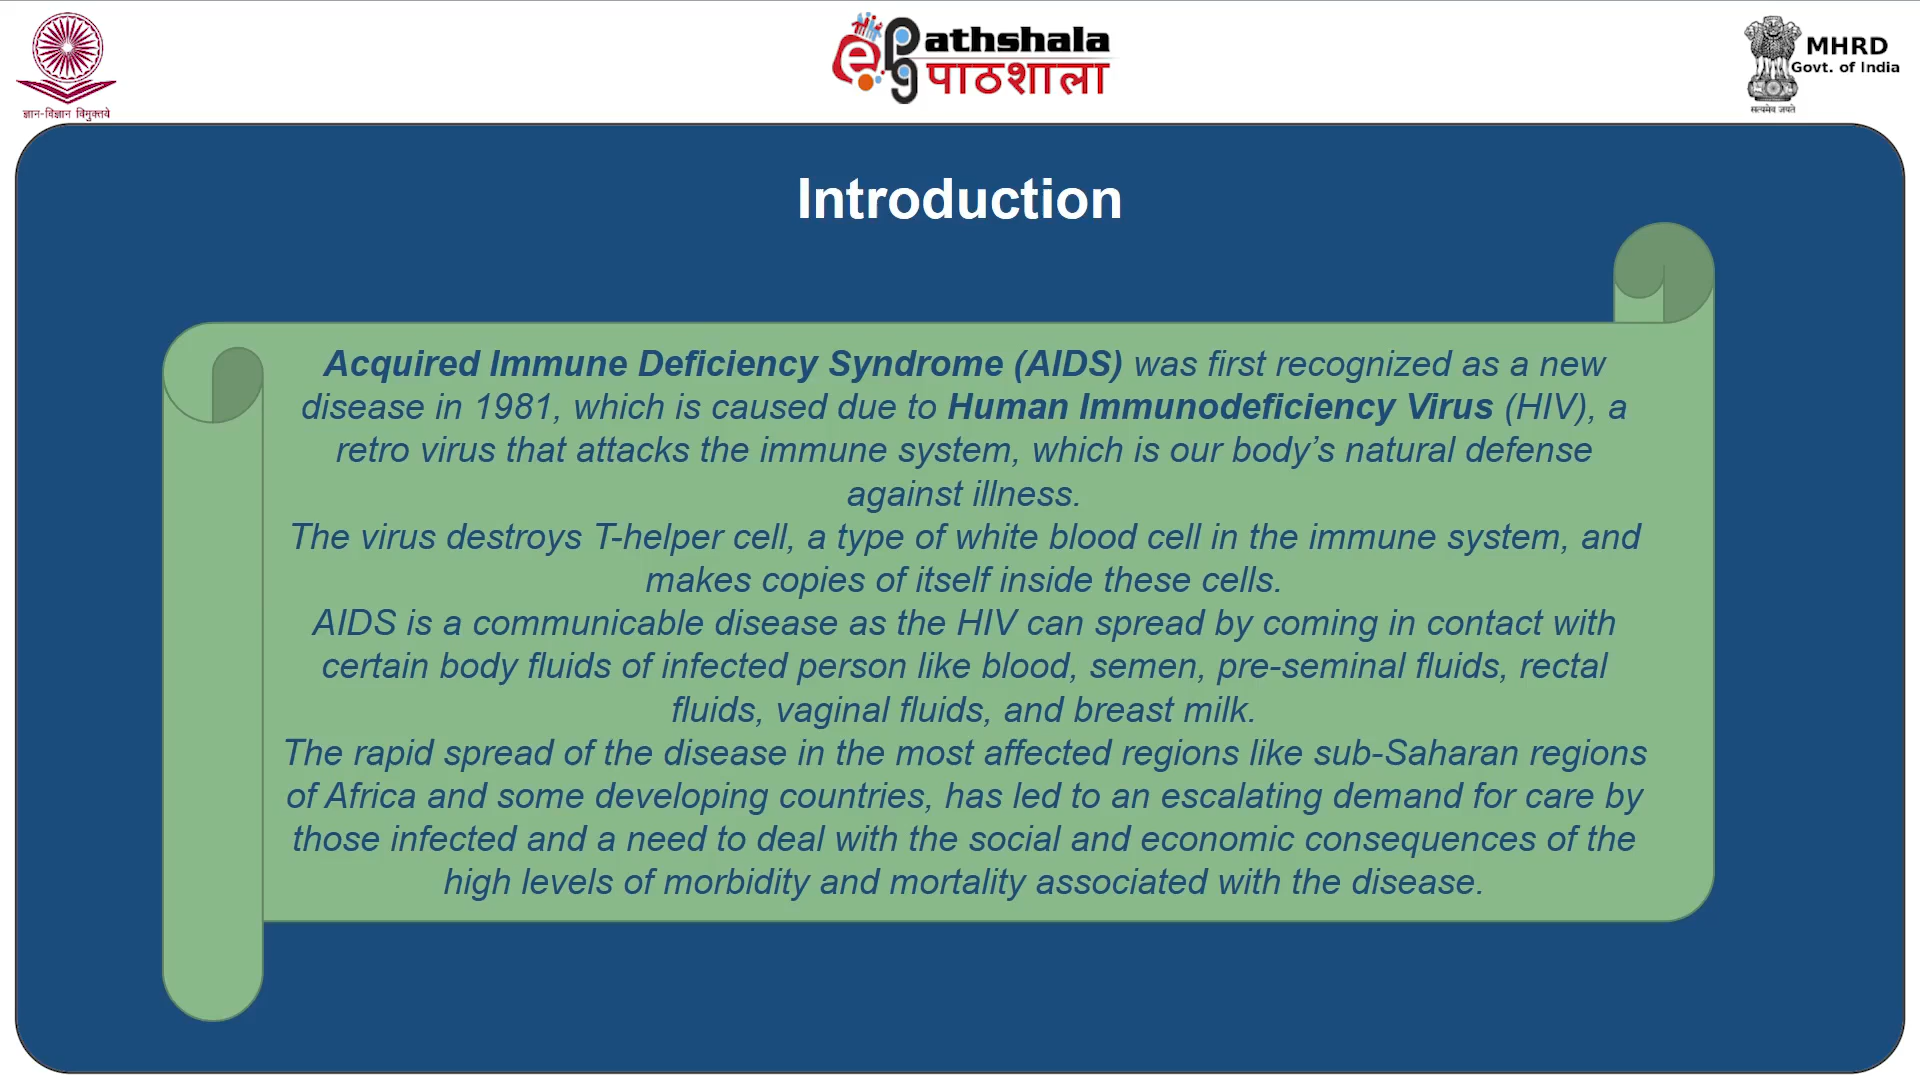 ज्ञान-विज्ञान विमुक्तये
ePathshala
पाठशाला
MHRD
Govt. of India
सत्यमेव जयते
Introduction
Acquired Immune Deficiency Syndrome (AIDS) was first recognized as a new
disease in 1981, which is caused due to Human Immunodeficiency Virus (HIV), a
retro virus that attacks the immune system, which is our body’s natural defense
against illness.
The virus destroys T-helper cell, a type of white blood cell in the immune system, and
makes copies of itself inside these cells.
AIDS is a communicable disease as the HIV can spread by coming in contact with
certain body fluids of infected person like blood, semen, pre-seminal fluids, rectal
fluids, vaginal fluids, and breast milk.
The rapid spread of the disease in the most affected regions like sub-Saharan regions
of Africa and some developing countries, has led to an escalating demand for care by
those infected and a need to deal with the social and economic consequences of the
high levels of morbidity and mortality associated with the disease.